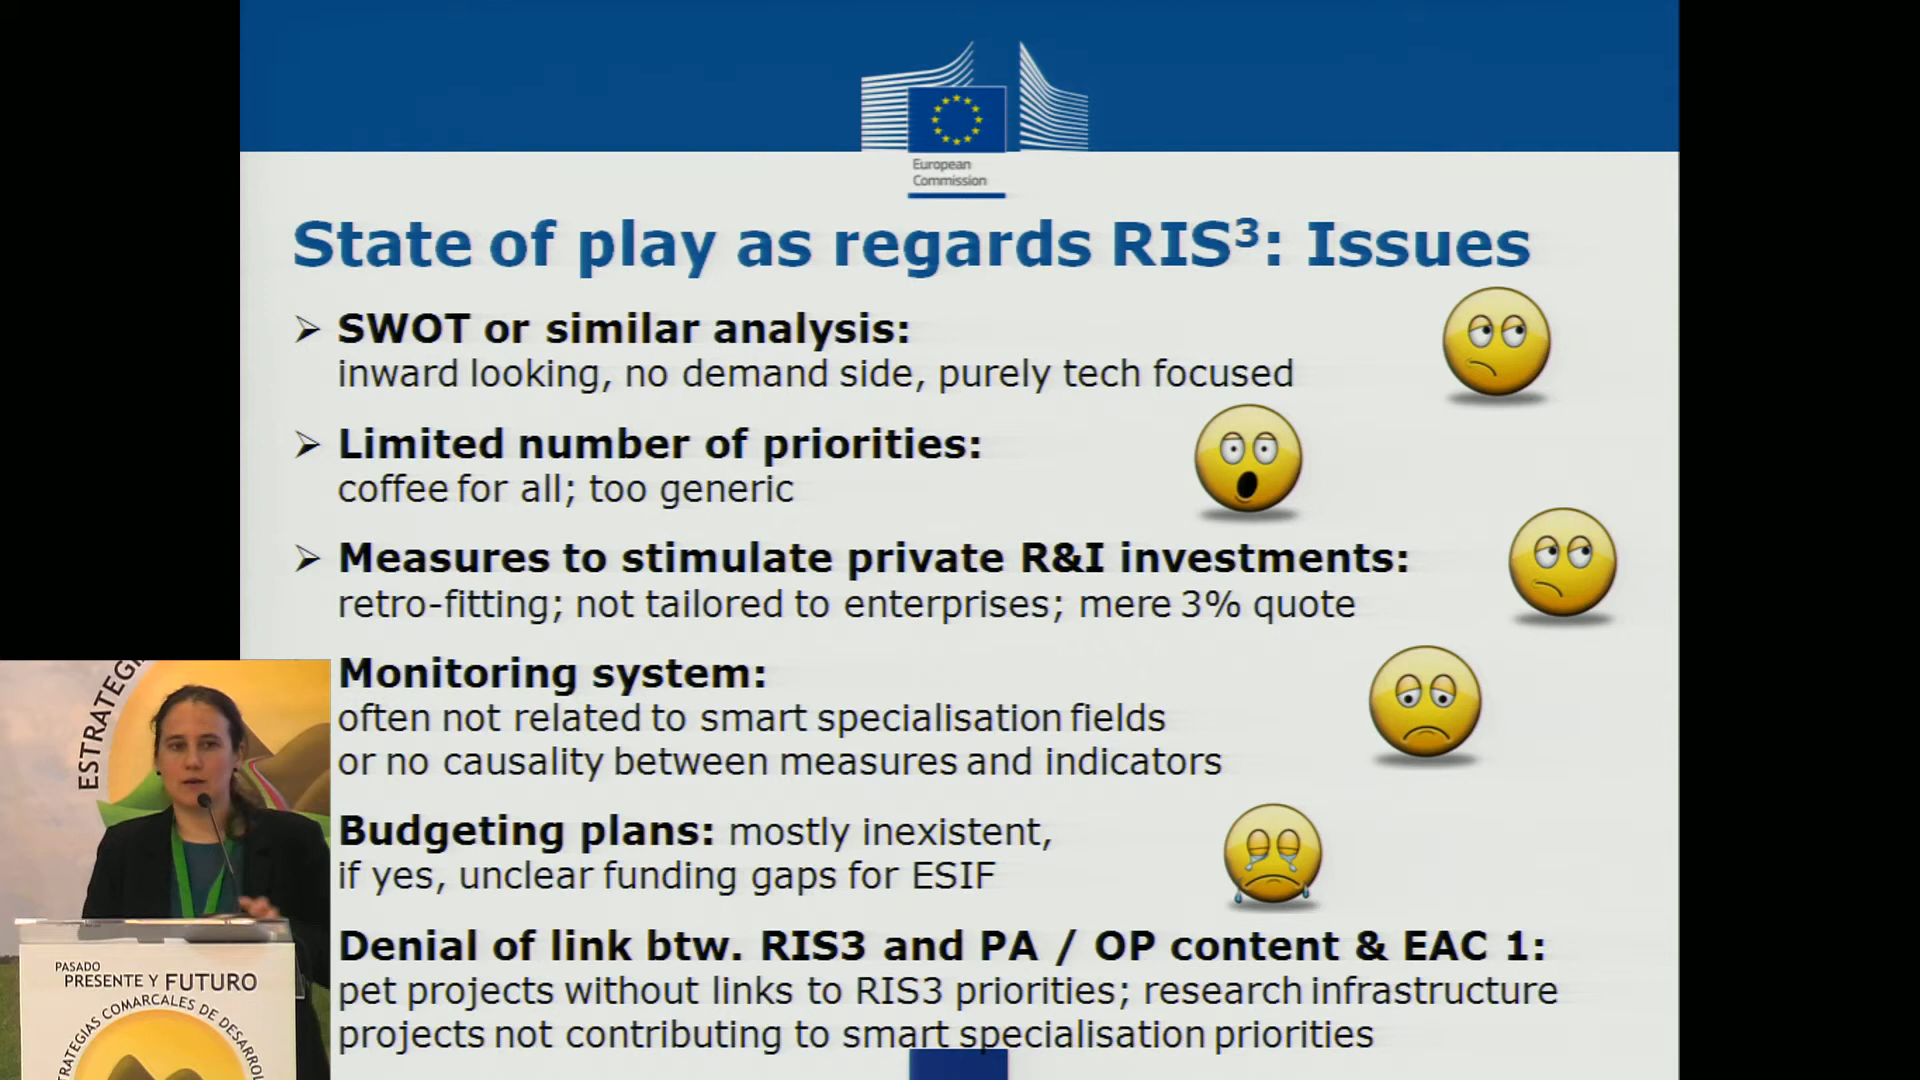 European
Commission
State of play as regards RIS³: Issues
➢ SWOT or similar analysis:
inward looking, no demand side, purely tech focused
➢ Limited number of priorities:
coffee for all; too generic
➢ Measures to stimulate private R&I investments:
retro-fitting; not tailored to enterprises; mere 3% quote
Monitoring system:
often not related to smart specialisation fields
or no causality between measures and indicators
Budgeting plans: mostly inexistent,
if yes, unclear funding gaps for ESIF
Denial of link btw. RIS3 and PA / OP content & EAC 1:
pet projects without links to RIS3 priorities; research infrastructure
projects not contributing to smart specialisation priorities
PASADO
PRESENTE Y FUTURO
COMARCALES DE